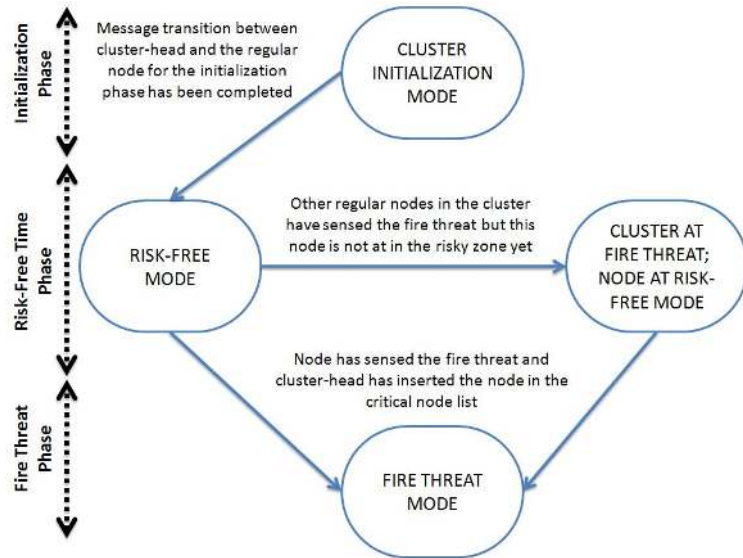 Initialization
Phase
Message transition between
cluster-head and the regular
node for the initialization
phase has been completed
CLUSTER
INITIALIZATION
MODE
Risk-Free Time
Phase
RISK-FREE
MODE
Other regular nodes in the cluster
have sensed the fire threat but this
node is not at in the risky zone yet
CLUSTER AT
FIRE THREAT;
NODE AT RISK-
FREE MODE
Fire Threat
Phase
Node has sensed the fire threat and
cluster-head has inserted the node in the
critical node list
FIRE THREAT
MODE